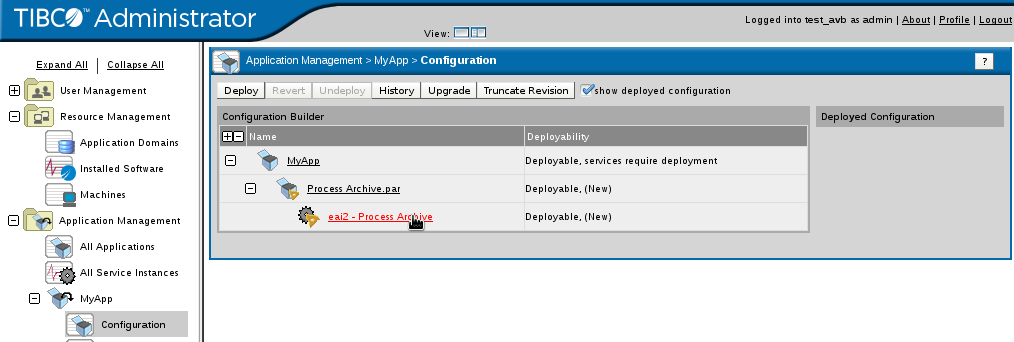 TIBCO™ Administrator
Logged into test_avb as admin | About | Profile | Logout
View:
Expand All | Collapse All
User Management
Resource Management
Application Domains
Installed Software
Machines
Application Management
All Applications
All Service Instances
MyApp
Configuration
Application Management > MyApp > Configuration
?
Deploy Revert Undeploy History Upgrade Truncate Revision show deployed configuration
Configuration Builder
Name Deployability
MyApp Deployable, services require deployment
Process Archive.par Deployable, (New)
eai2 - Process Archive Deployable, (New)
Deployed Configuration